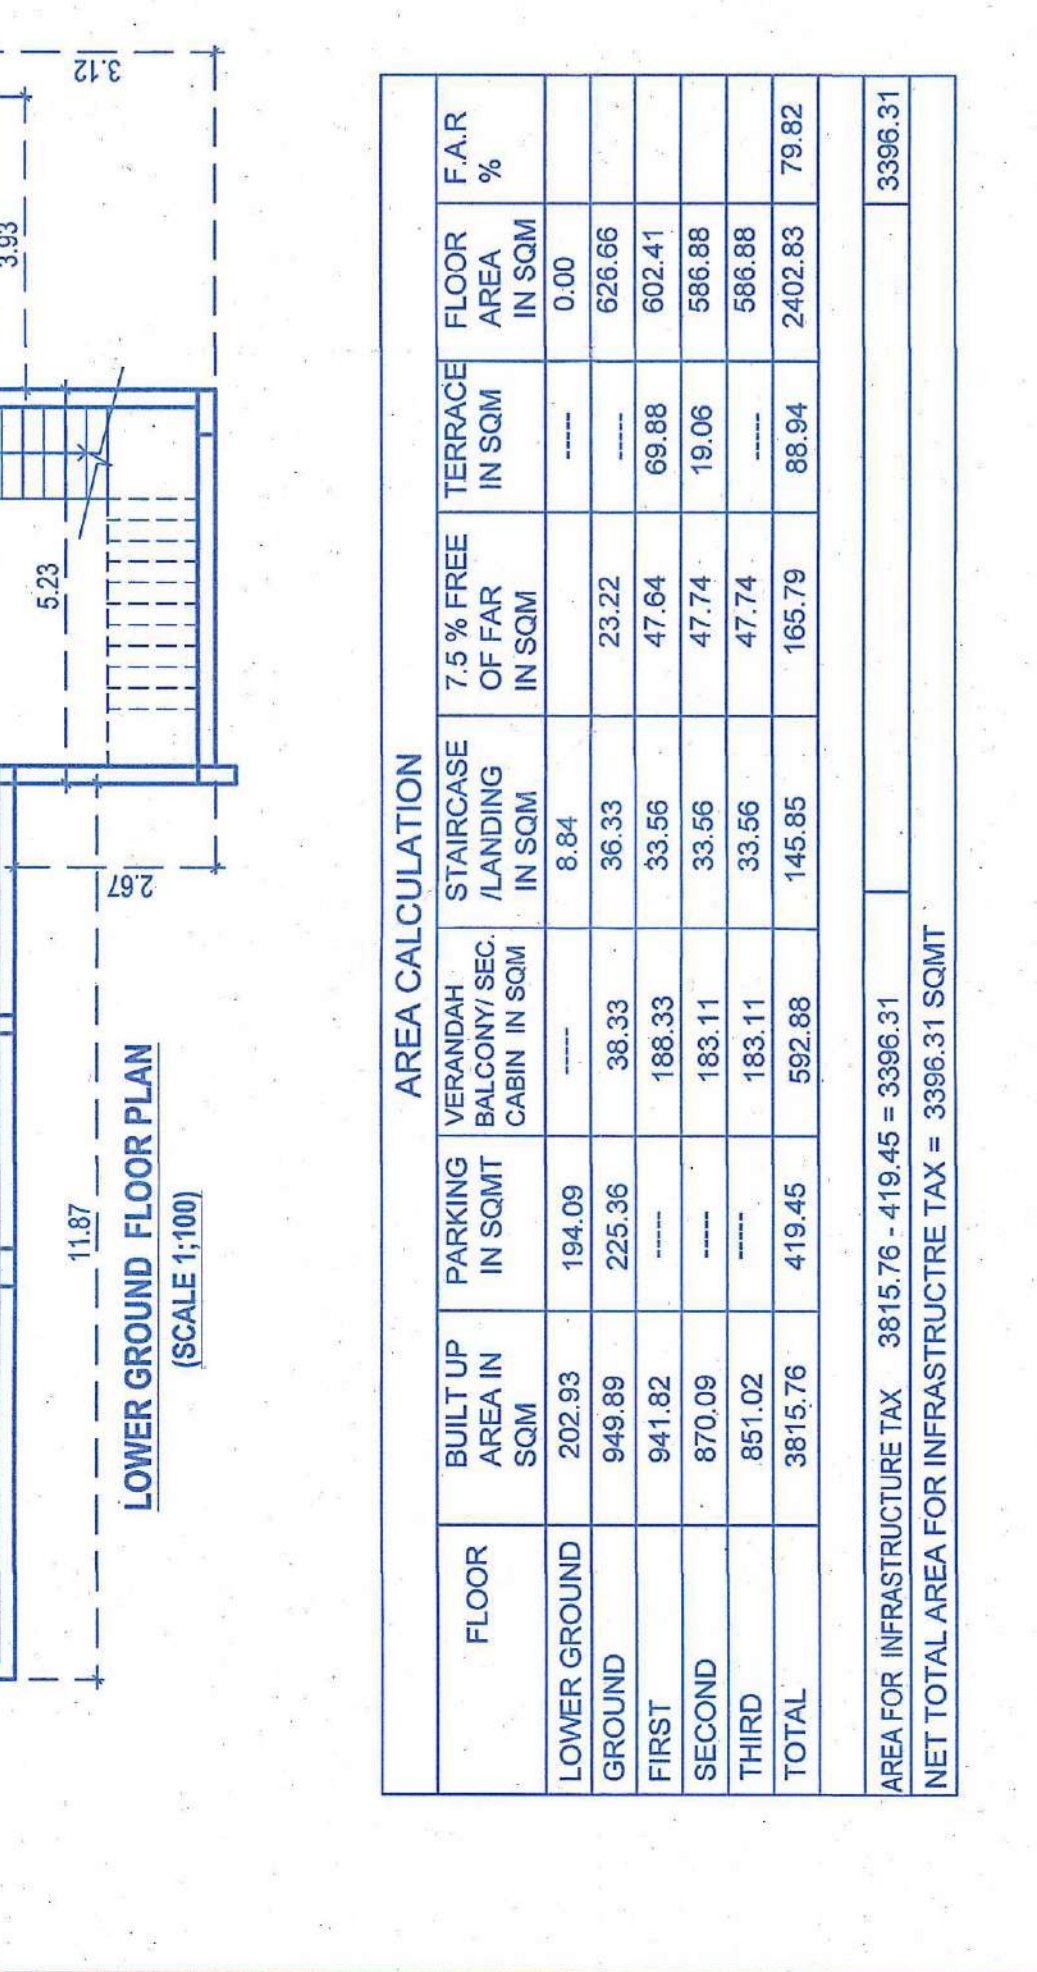 3.12
3.93
5.23
2.67
11.87
LOWER GROUND FLOOR PLAN
(SCALE 1;100)
AREA CALCULATION
FLOOR BUILT UP AREA IN SQM PARKING IN SQMT VERANDAH BALCONY/ SEC. CABIN IN SQM STAIRCASE /LANDING IN SQM 7.5 % FREE OF FAR IN SQM TERRACE IN SQM FLOOR AREA IN SQM F.A.R %
LOWER GROUND 202.93 194.09 ----- 8.84 ----- 0.00
GROUND 949.89 225.36 38.33 36.33 23.22 ----- 626.66
FIRST 941.82 ----- 188.33 33.56 47.64 69.88 602.41
SECOND 870.09 ----- 183.11 33.56 47.74 19.06 586.88
THIRD 851.02 ----- 183.11 33.56 47.74 ----- 586.88
TOTAL 3815.76 419.45 592.88 145.85 165.79 88.94 2402.83 79.82
AREA FOR INFRASTRUCTURE TAX 3815.76 - 419.45 = 3396.31 3396.31
NET TOTAL AREA FOR INFRASTRUCTRE TAX = 3396.31 SQMT